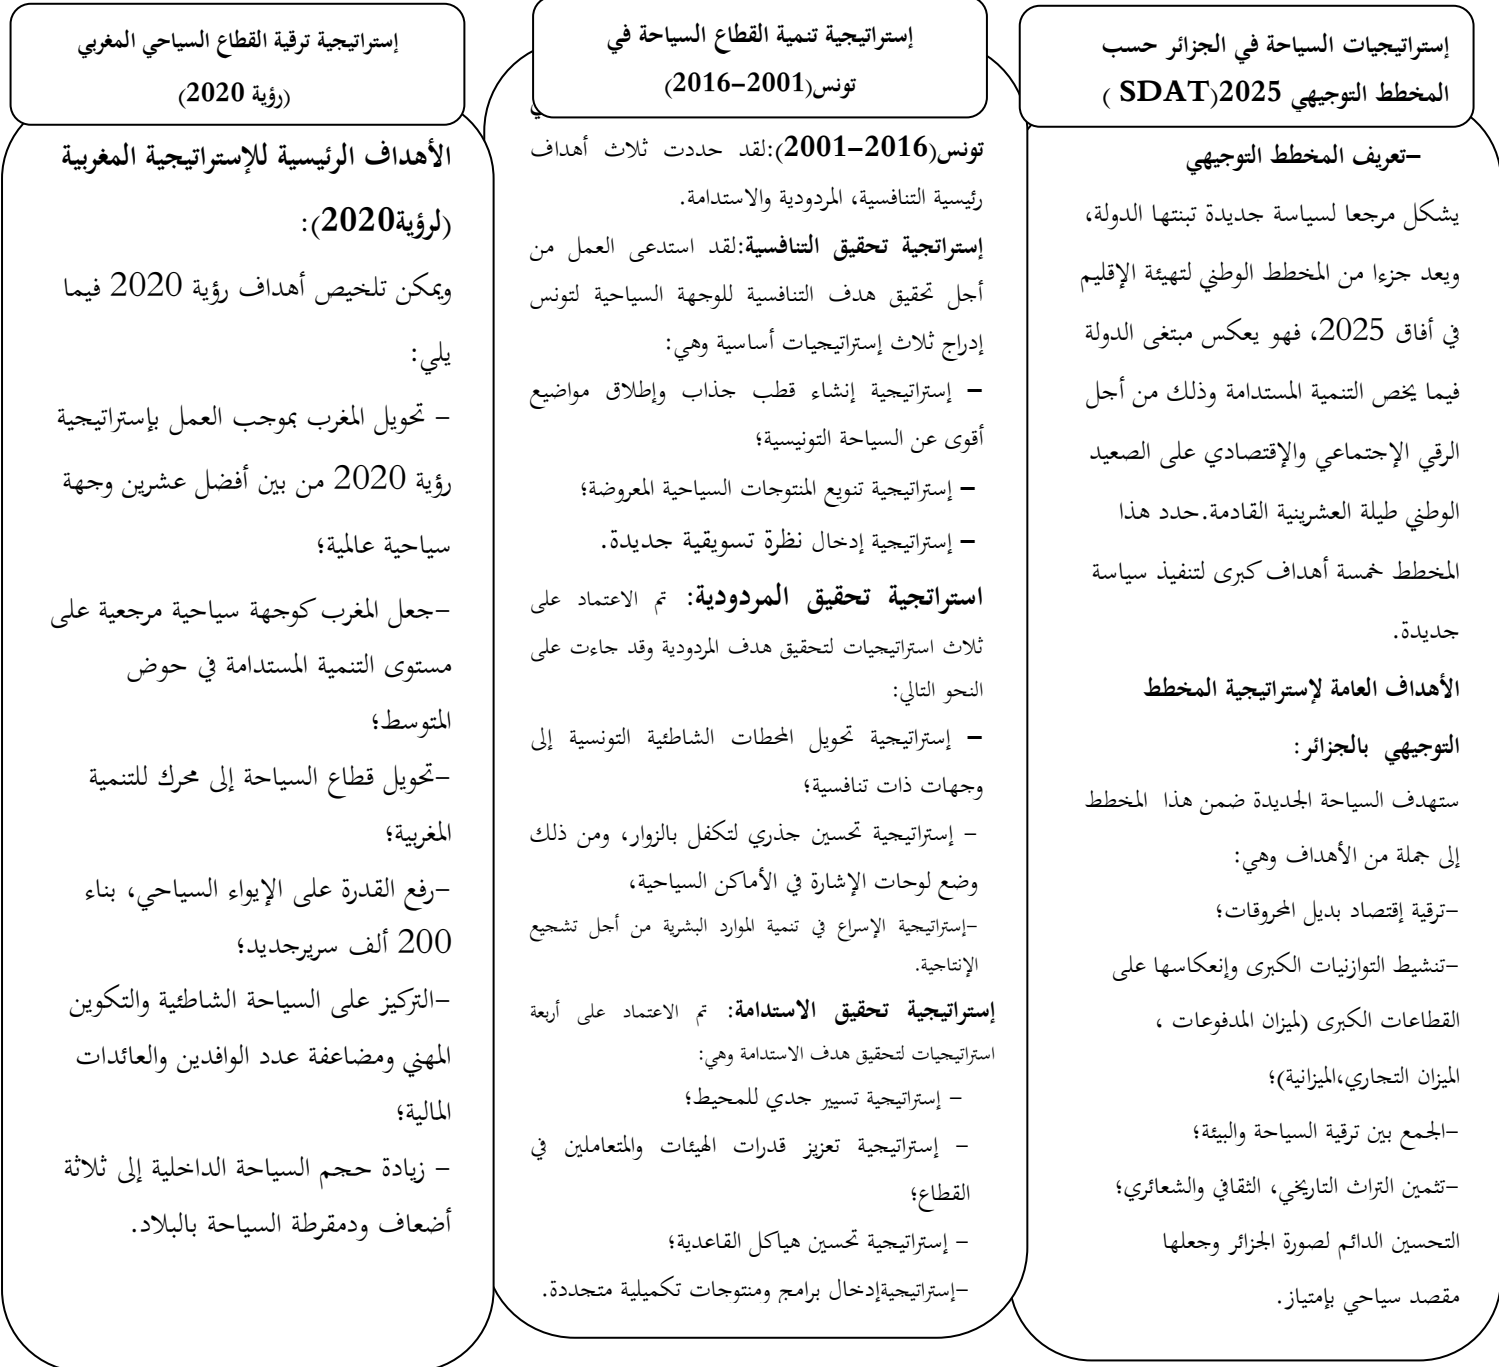 إستراتيجيات السياحة في الجزائر حسب
المخطط التوجيهي 2025(SDAT )
–تعريف المخطط التوجيهي
يشكل مرجعا لسياسة جديدة تبنتها الدولة،
ويعد جزءا من المخطط الوطني لتهيئة الإقليم
في أفاق 2025، فهو يعكس مبتغى الدولة
فيما يخص التنمية المستدامة وذلك من أجل
الرقي الإجتماعي والإقتصادي على الصعيد
الوطني طيلة العشرينية القادمة.حدد هذا
المخطط خمسة أهداف كبرى لتنفيذ سياسة
جديدة.
الأهداف العامة لإستراتيجية المخطط
التوجيهي بالجزائر:
ستهدف السياحة الجديدة ضمن هذا المخطط
إلى جملة من الأهداف وهي:
–ترقية إقتصاد بديل المحروقات؛
–تنشيط التوازنيات الكبرى وإنعكاسها على
القطاعات الكبرى (لميزان المدفوعات ،
الميزان التجاري،الميزانية)؛
–الجمع بين ترقية السياحة والبيئة؛
–تثمين التراث التاريخي، الثقافي والشعائري؛
التحسين الدائم لصورة الجزائر وجعلها
مقصد سياحي بإمتياز.
إستراتيجية تنمية القطاع السياحة في
تونس(2001–2016)
تونس(2016–2001):لقد حددت ثلاث أهداف
رئيسية التنافسية، المردودية والاستدامة.
إستراتجية تحقيق التنافسية:لقد استدعى العمل من
أجل تحقيق هدف التنافسية للوجهة السياحية لتونس
إدراج ثلاث إستراتيجيات أساسية وهي:
– إستراتيجية إنشاء قطب جذاب وإطلاق مواضيع
أقوى عن السياحة التونيسية؛
– إستراتيجية تنويع المنتوجات السياحية المعروضة؛
– إستراتيجية إدخال نظرة تسويقية جديدة.
استراتجية تحقيق المردودية: تم الاعتماد على
ثلاث استراتيجيات لتحقيق هدف المردودية وقد جاءت على
النحو التالي:
– إستراتيجية تحويل المحطات الشاطئية التونسية إلى
وجهات ذات تنافسية؛
– إستراتيجية تحسين جذري لتكفل بالزوار، ومن ذلك
وضع لوحات الإشارة في الأماكن السياحية،
–إستراتيجية الإسراع في تنمية الموارد البشرية من أجل تشجيع
الإنتاجية.
إستراتيجية تحقيق الاستدامة: تم الاعتماد على أربعة
استراتيجيات لتحقيق هدف الاستدامة وهي:
– إستراتيجية تسيير جدي للمحيط؛
– إستراتيجية تعزيز قدرات الهيئات والمتعاملين في
القطاع؛
– إستراتيجية تحسين هياكل القاعدية؛
–إستراتيجيةإدخال برامج ومنتوجات تكميلية متجددة.
إستراتيجية ترقية القطاع السياحي المغربي
(رؤية 2020)
الأهداف الرئيسية للإستراتيجية المغربية
(لرؤية2020):
ويمكن تلخيص أهداف رؤية 2020 فيما
يلي:
– تحويل المغرب بموجب العمل بإستراتيجية
رؤية 2020 من بين أفضل عشرين وجهة
سياحية عالمية؛
–جعل المغرب كوجهة سياحية مرجعية على
مستوى التنمية المستدامة في حوض
المتوسط؛
–تحويل قطاع السياحة إلى محرك للتنمية
المغربية؛
–رفع القدرة على الإيواء السياحي، بناء
200 ألف سريرجديد؛
–التركيز على السياحة الشاطئية والتكوين
المهني ومضاعفة عدد الوافدين والعائدات
المالية؛
– زيادة حجم السياحة الداخلية إلى ثلاثة
أضعاف ودمقرطة السياحة بالبلاد.